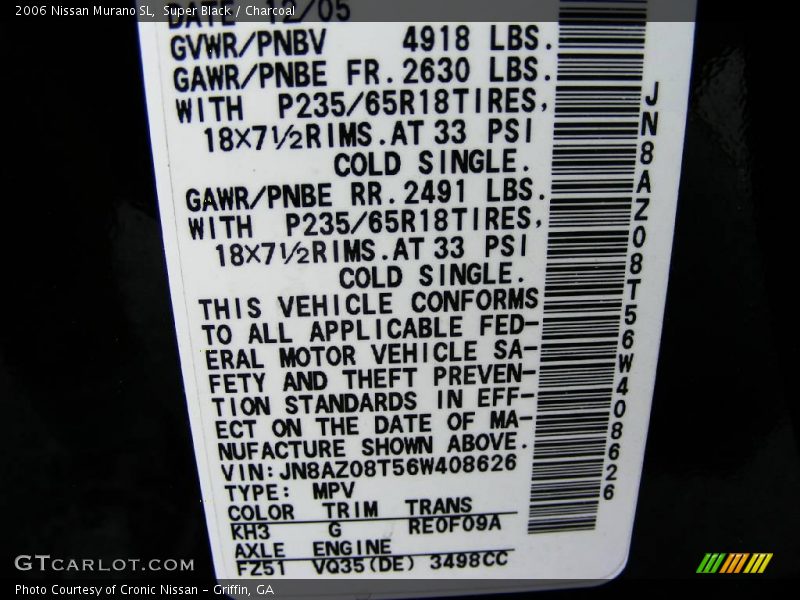 2006 Nissan Murano SL, Super Black / Charcoal
DATE 12/05
GVWR/PNBV 4918 LBS.
GAWR/PNBE FR. 2630 LBS.
WITH P235/65R18TIRES,
18×7½RIMS. AT 33 PSI
COLD SINGLE.
GAWR/PNBE RR. 2491 LBS.
WITH P235/65R18TIRES,
18×7½RIMS. AT 33 PSI
COLD SINGLE.
THIS VEHICLE CONFORMS
TO ALL APPLICABLE FED-
ERAL MOTOR VEHICLE SA-
FETY AND THEFT PREVEN-
TION STANDARDS IN EFF-
ECT ON THE DATE OF MA-
NUFACTURE SHOWN ABOVE.
VIN: JN8AZ08T56W408626
TYPE: MPV
COLOR TRIM TRANS
KH3 G RE0F09A
AXLE ENGINE
FZ51 VQ35(DE) 3498CC
JN8AZ08T56W408626
GTCARLOT.COM
Photo Courtesy of Cronic Nissan - Griffin, GA